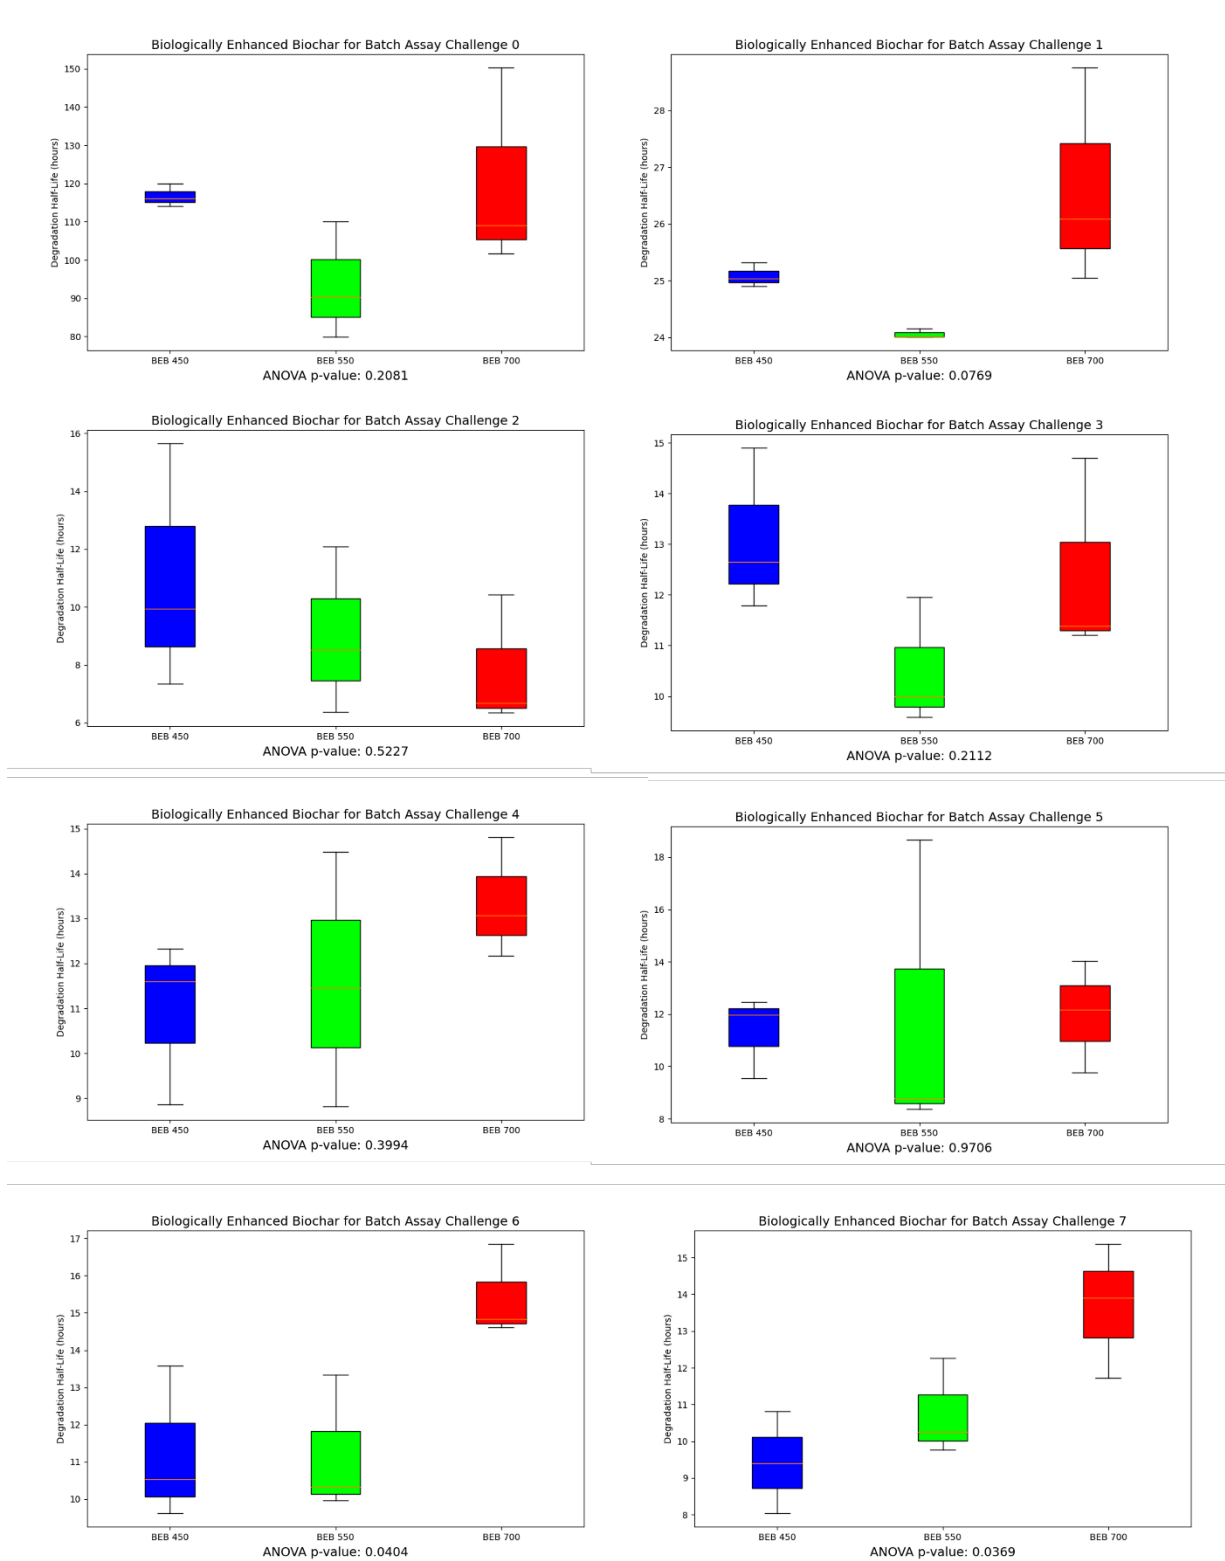 Biologically Enhanced Biochar for Batch Assay Challenge 0
Degradation Half-Life (hours)
150
140
130
120
110
100
90
80
BEB 450
BEB 550
BEB 700
ANOVA p-value: 0.2081
Biologically Enhanced Biochar for Batch Assay Challenge 1
Degradation Half-Life (hours)
28
27
26
25
24
BEB 450
BEB 550
BEB 700
ANOVA p-value: 0.0769
Biologically Enhanced Biochar for Batch Assay Challenge 2
Degradation Half-Life (hours)
16
14
12
10
8
6
BEB 450
BEB 550
BEB 700
ANOVA p-value: 0.5227
Biologically Enhanced Biochar for Batch Assay Challenge 3
Degradation Half-Life (hours)
15
14
13
12
11
10
BEB 450
BEB 550
BEB 700
ANOVA p-value: 0.2112
Biologically Enhanced Biochar for Batch Assay Challenge 4
Degradation Half-Life (hours)
15
14
13
12
11
10
9
BEB 450
BEB 550
BEB 700
ANOVA p-value: 0.3994
Biologically Enhanced Biochar for Batch Assay Challenge 5
Degradation Half-Life (hours)
18
16
14
12
10
8
BEB 450
BEB 550
BEB 700
ANOVA p-value: 0.9706
Biologically Enhanced Biochar for Batch Assay Challenge 6
Degradation Half-Life (hours)
17
16
15
14
13
12
11
10
BEB 450
BEB 550
BEB 700
ANOVA p-value: 0.0404
Biologically Enhanced Biochar for Batch Assay Challenge 7
Degradation Half-Life (hours)
15
14
13
12
11
10
9
8
BEB 450
BEB 550
BEB 700
ANOVA p-value: 0.0369